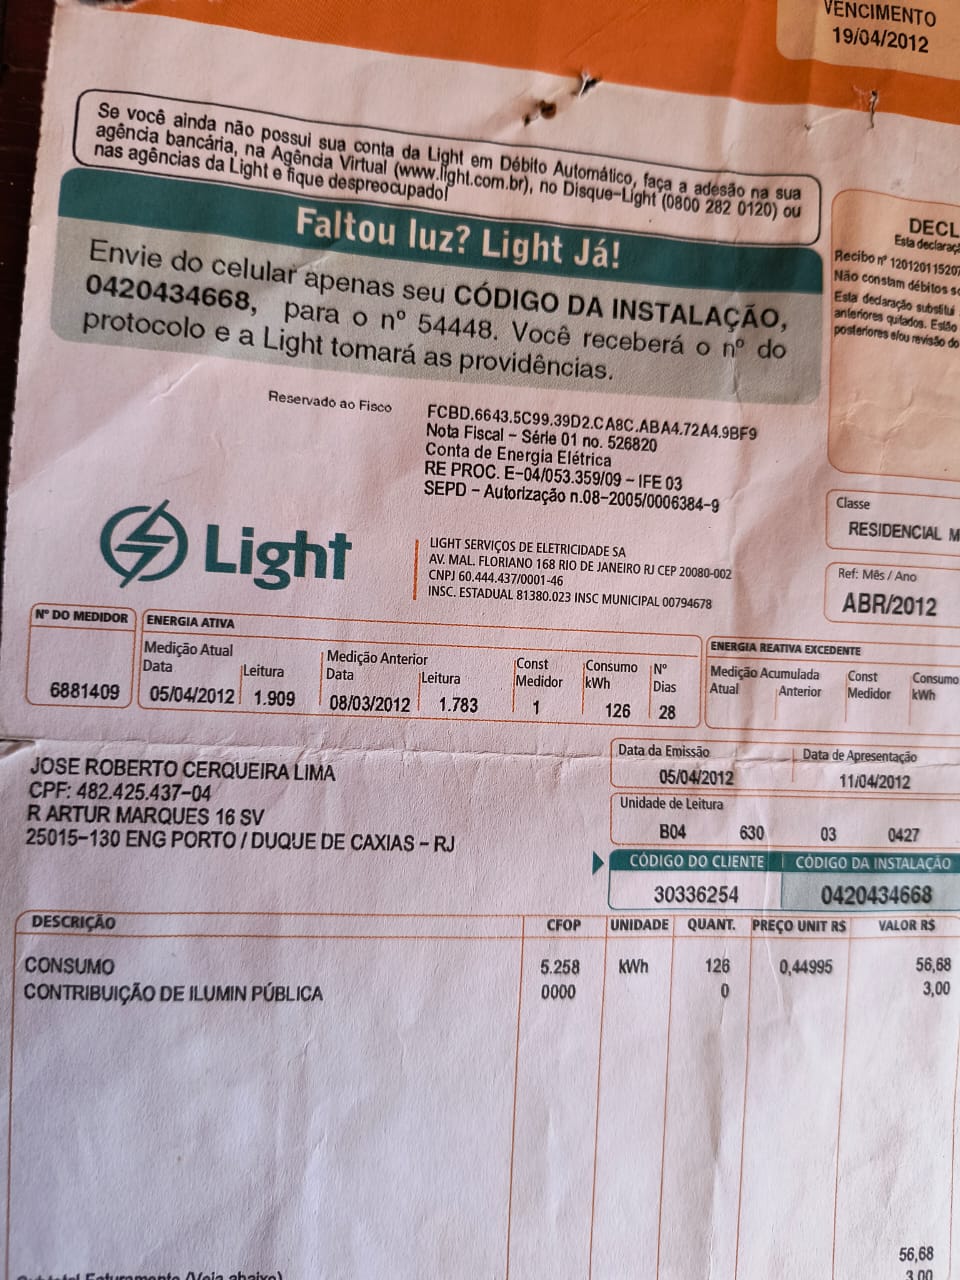 VENCIMENTO
19/04/2012
Se você ainda não possui sua conta da Light em Débito Automático, faça a adesão na sua
agência bancária, na Agência Virtual (www.light.com.br), no Disque-Light (0800 282 0120) ou
nas agências da Light e fique despreocupado!
Faltou luz? Light Já!
Envie do celular apenas seu CÓDIGO DA INSTALAÇÃO,
0420434668, para o nº 54448. Você receberá o nº do
protocolo e a Light tomará as providências.
DECL
Esta declaraç
Recibo nº 120120115207
Não constam débitos s
Esta declaração substitui
anteriores quitados. Estão
posteriores e/ou revisão do
Reservado ao Fisco
FCBD.6643.5C99.39D2.CA8C.ABA4.72A4.9BF9
Nota Fiscal - Série 01 no. 526820
Conta de Energia Elétrica
RE PROC. E-04/053.359/09 - IFE 03
SEPD - Autorização n.08-2005/0006384-9
Classe
RESIDENCIAL M
Light
LIGHT SERVIÇOS DE ELETRICIDADE SA
AV. MAL. FLORIANO 168 RIO DE JANEIRO RJ CEP 20080-002
CNPJ 60.444.437/0001-46
INSC. ESTADUAL 81380.023 INSC MUNICIPAL 00794678
Ref: Mês / Ano
ABR/2012
Nº DO MEDIDOR
6881409
ENERGIA ATIVA
Medição Atual Medição Anterior Const Consumo Nº
Data Leitura Data Leitura Medidor kWh Dias
05/04/2012 1.909 08/03/2012 1.783 1 126 28
ENERGIA REATIVA EXCEDENTE
Medição Acumulada Const Consumo
Atual Anterior Medidor kWh
JOSE ROBERTO CERQUEIRA LIMA
CPF: 482.425.437-04
R ARTUR MARQUES 16 SV
25015-130 ENG PORTO / DUQUE DE CAXIAS - RJ
Data da Emissão Data de Apresentação
05/04/2012 11/04/2012
Unidade de Leitura
B04 630 03 0427
CÓDIGO DO CLIENTE CÓDIGO DA INSTALAÇÃO
30336254 0420434668
DESCRIÇÃO CFOP UNIDADE QUANT. PREÇO UNIT R$ VALOR R$
CONSUMO 5.258 kWh 126 0,44995 56,68
CONTRIBUIÇÃO DE ILUMIN PÚBLICA 0000 0 3,00
56,68
3,00